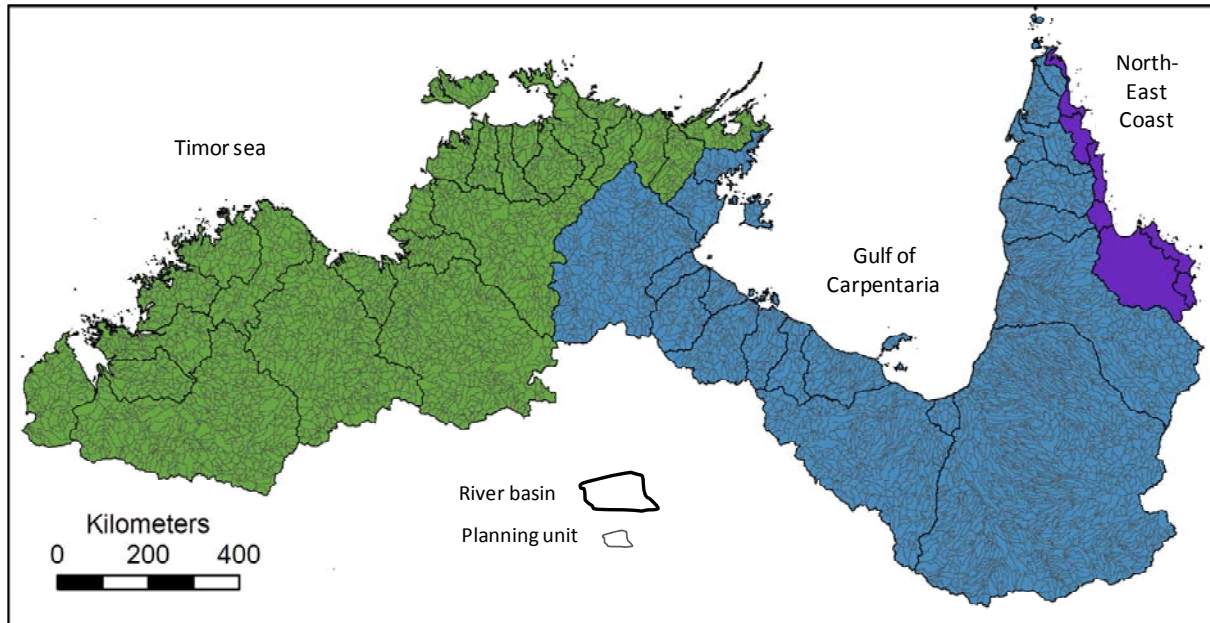 North-
East
Coast
Timor sea
Gulf of
Carpentaria
River basin
Planning unit
Kilometers
0 200 400